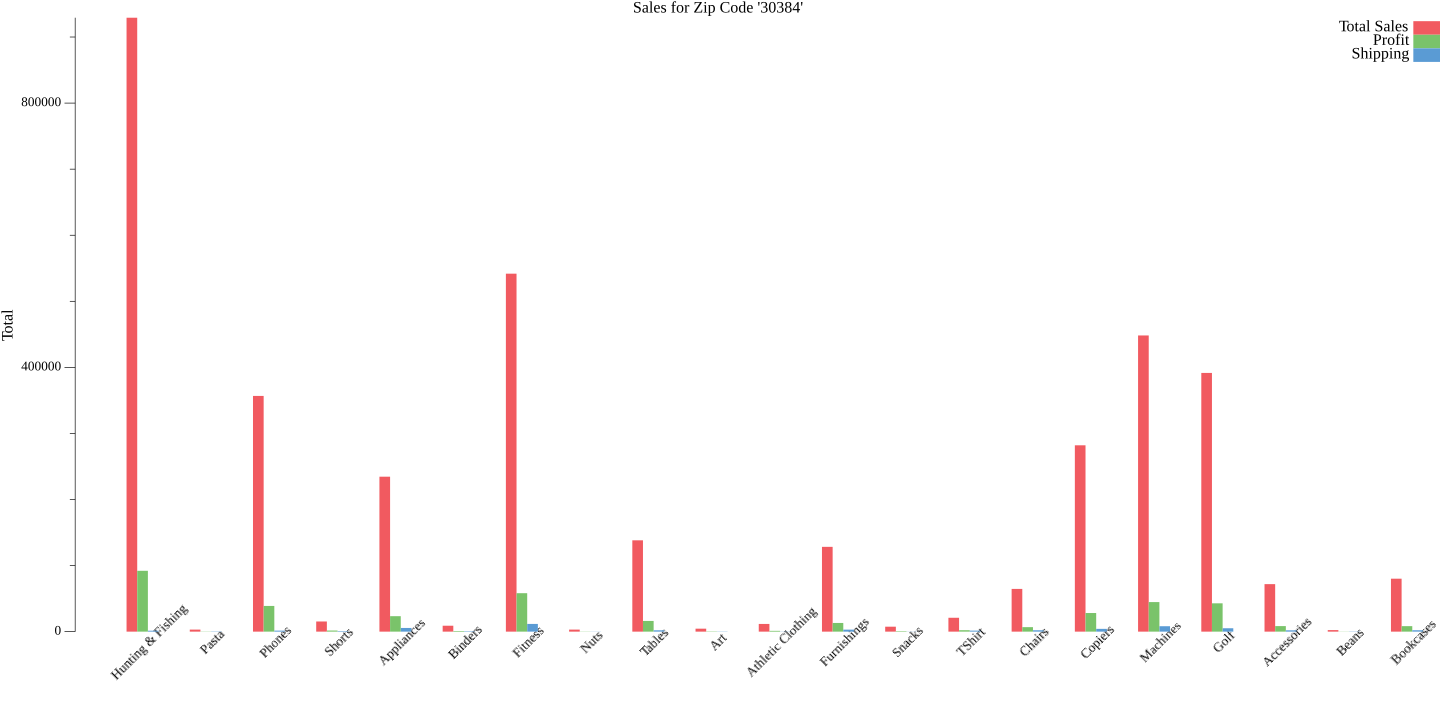 Sales for Zip Code '30384'
Total Sales
Profit
Shipping
Total
800000
400000
0
Hunting & Fishing
Pasta
Phones
Shorts
Appliances
Binders
Fitness
Nuts
Tables
Art
Athletic Clothing
Furnishings
Snacks
TShirt
Chairs
Copiers
Machines
Golf
Accessories
Beans
Bookcases